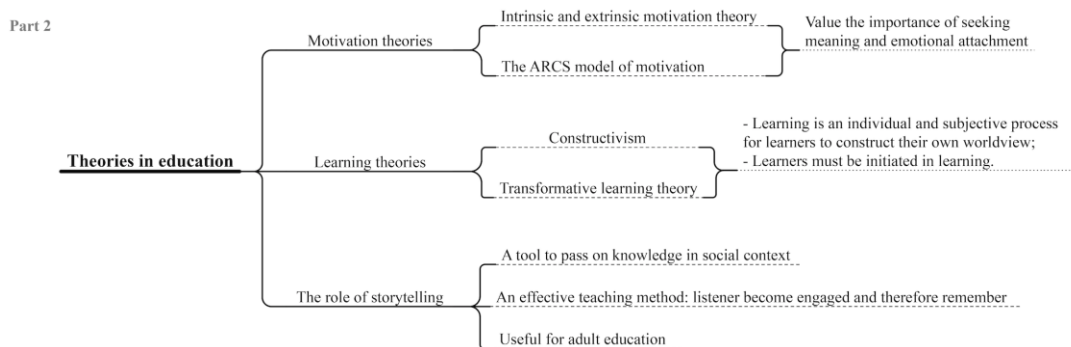 Part 2
Theories in education
Motivation theories
Intrinsic and extrinsic motivation theory
The ARCS model of motivation
Value the importance of seeking
meaning and emotional attachment
Learning theories
Constructivism
Transformative learning theory
- Learning is an individual and subjective process
for learners to construct their own worldview;
- Learners must be initiated in learning.
The role of storytelling
A tool to pass on knowledge in social context
An effective teaching method: listener become engaged and therefore remember
Useful for adult education